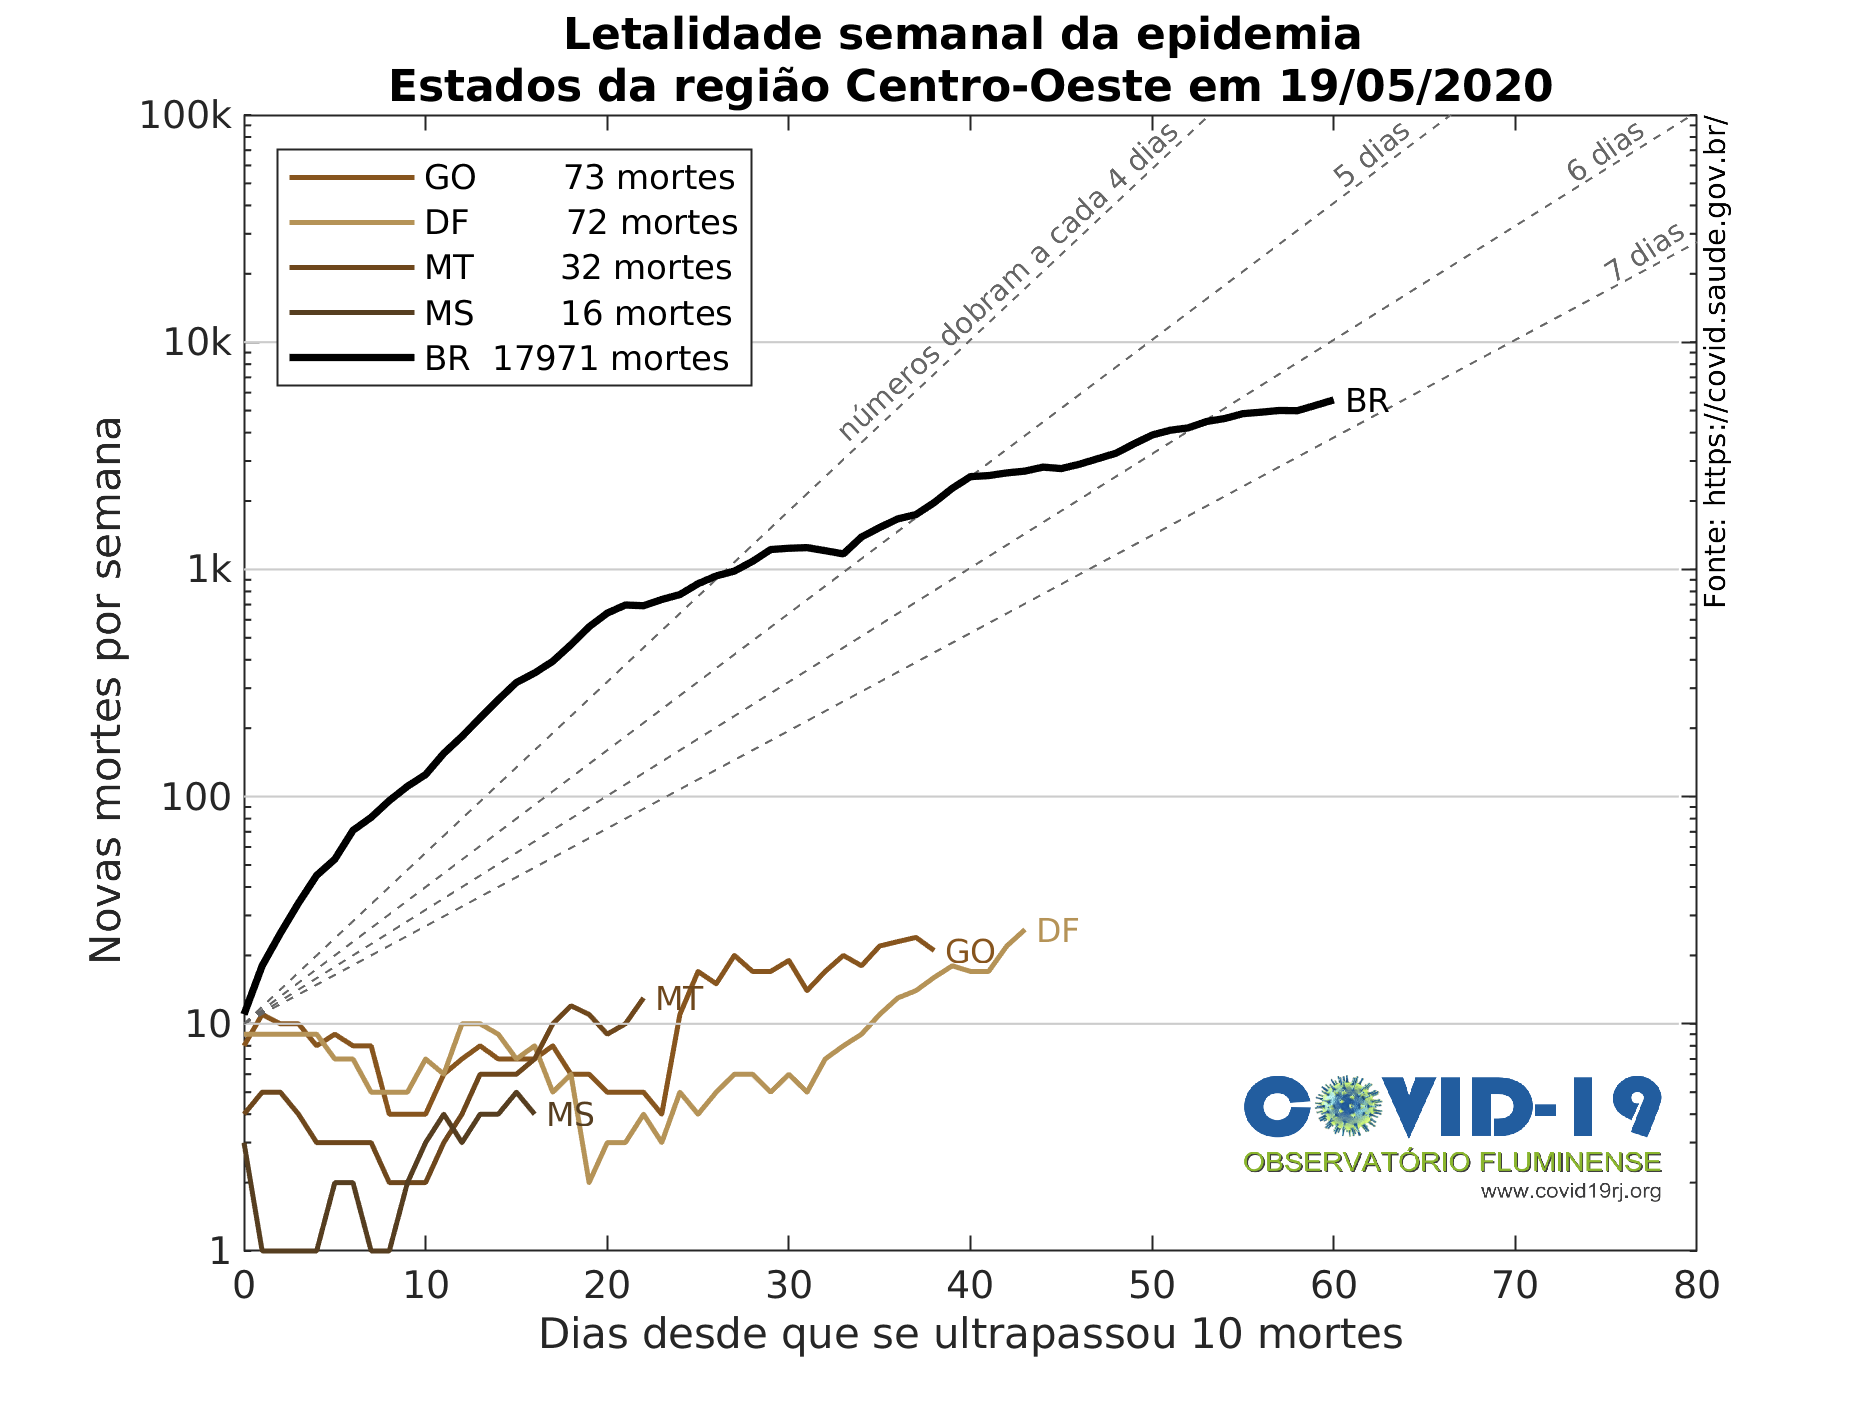 Letalidade semanal da epidemia
Estados da região Centro-Oeste em 19/05/2020
100k
10k
1k
100
10
1
Novas mortes por semana
GO 73 mortes
DF 72 mortes
MT 32 mortes
MS 16 mortes
BR 17971 mortes
números dobram a cada 4 dias
5 dias
6 dias
7 dias
BR
DF
GO
MT
MS
Fonte: https://covid.saude.gov.br/
COVID-19
OBSERVATÓRIO FLUMINENSE
www.covid19rj.org
0 10 20 30 40 50 60 70 80
Dias desde que se ultrapassou 10 mortes